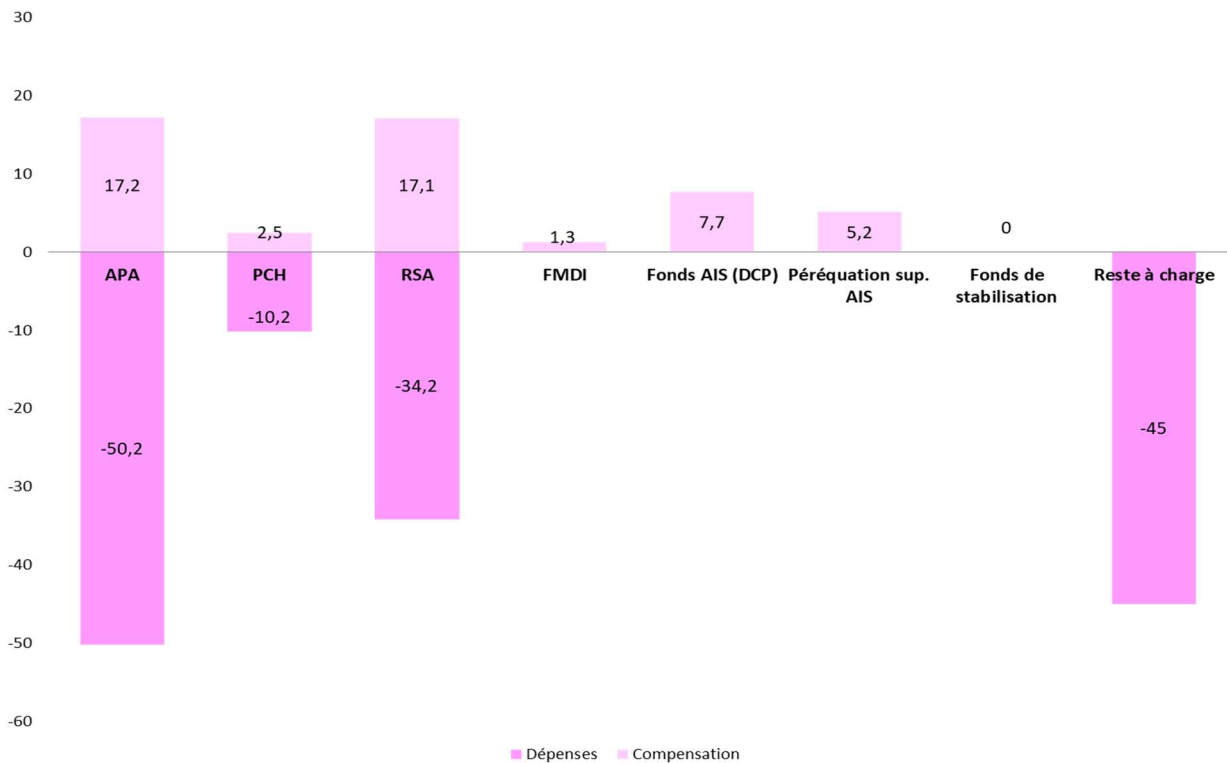 30
20
10
0
-10
-20
-30
-40
-50
-60
17,2
2,5
17,1
1,3
7,7
5,2
0
APA
PCH
RSA
FMDI
Fonds AIS (DCP)
Péréquation sup.
AIS
Fonds de
stabilisation
Reste à charge
-50,2
-10,2
-34,2
-45
Dépenses
Compensation